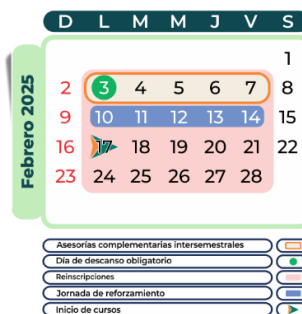 D L M M J V S
1
Febrero 2025
2 3 4 5 6 7 8
9 10 11 12 13 14 15
16 17 18 19 20 21 22
23 24 25 26 27 28
Asesorías complementarias intersemestrales
Día de descanso obligatorio
Reinscripciones
Jornada de reforzamiento
Inicio de cursos